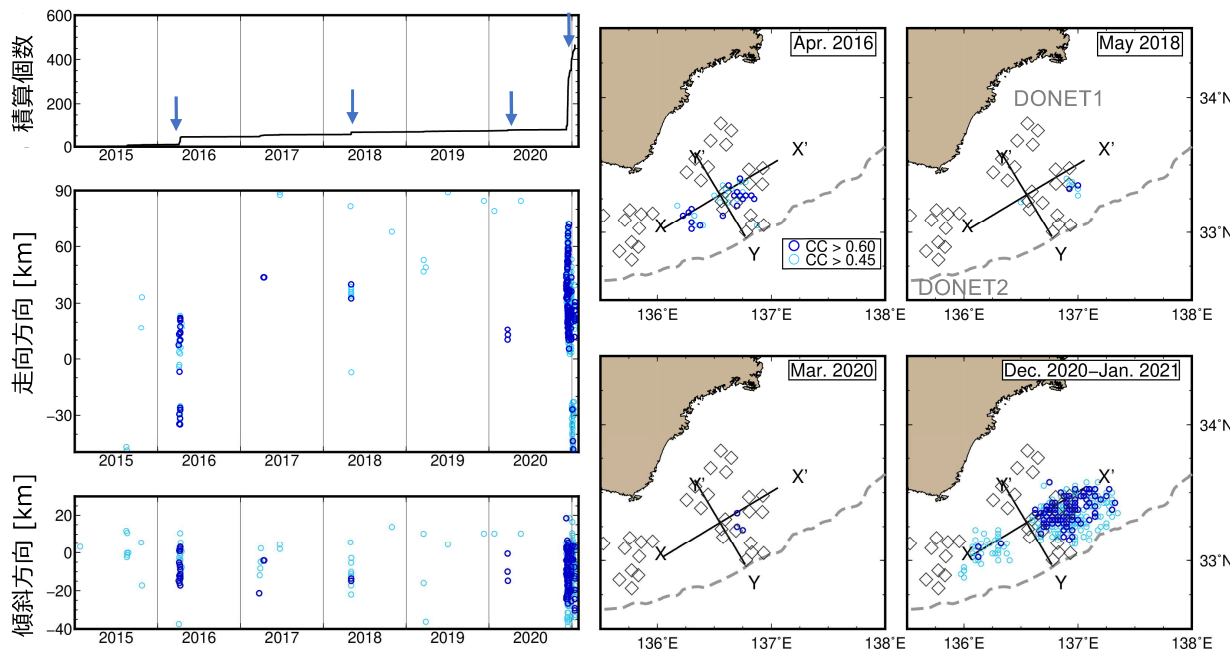 積算個数
600
400
200
0
2015
2016
2017
2018
2019
2020
走向方向 [km]
90
60
30
0
−30
2015
2016
2017
2018
2019
2020
傾斜方向 [km]
20
0
−20
−40
2015
2016
2017
2018
2019
2020
Apr. 2016
Y'
X'
X
Y
CC > 0.60
CC > 0.45
136˚E
137˚E
138˚E
May 2018
DONET1
34˚N
Y'
X'
X
33˚N
Y
DONET2
136˚E
137˚E
138˚E
Mar. 2020
Y'
X'
X
Y
136˚E
137˚E
138˚E
Dec. 2020−Jan. 2021
34˚N
Y'
X'
X
33˚N
Y
136˚E
137˚E
138˚E